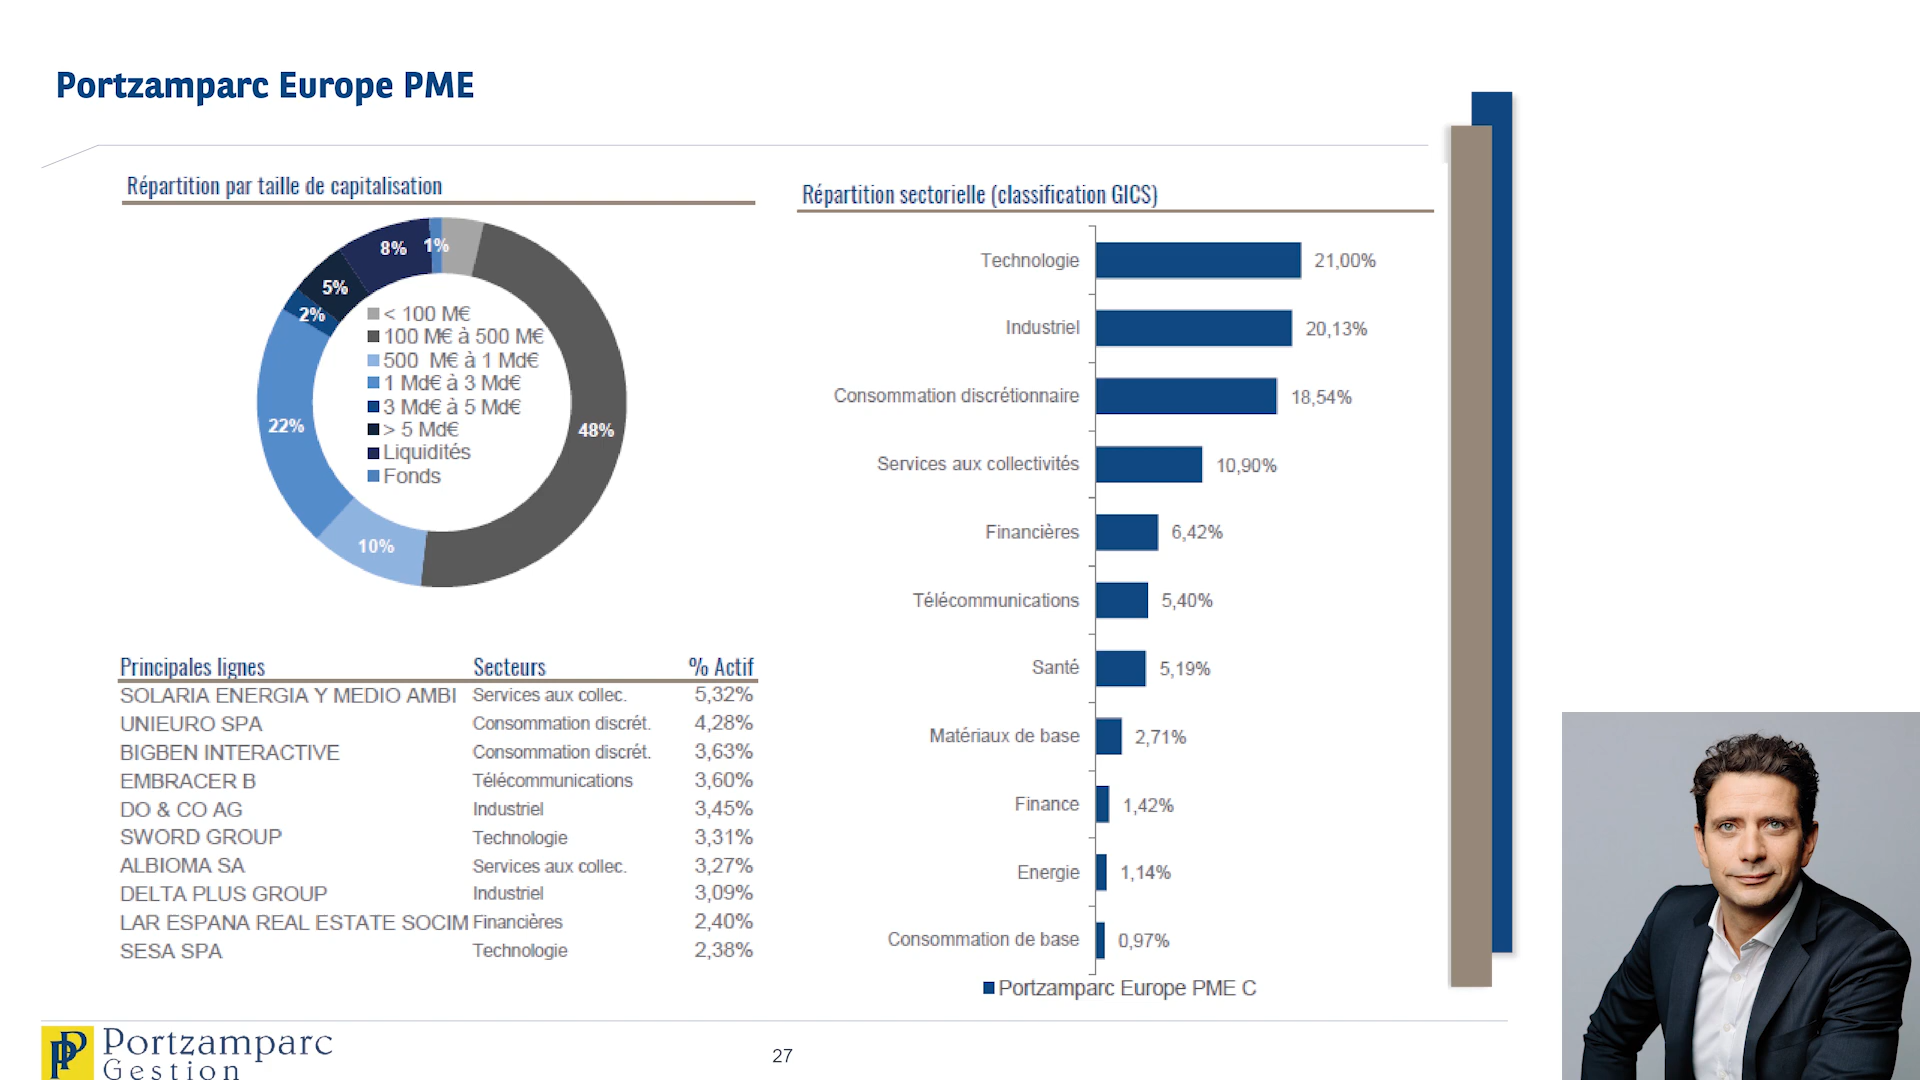 Portzamparc Europe PME
Répartition par taille de capitalisation
8%
1%
5%
2%
22%
48%
10%
< 100 M€
100 M€ à 500 M€
500 M€ à 1 Md€
1 Md€ à 3 Md€
3 Md€ à 5 Md€
> 5 Md€
Liquidités
Fonds
Principales lignes Secteurs % Actif
SOLARIA ENERGIA Y MEDIO AMBI Services aux collec. 5,32%
UNIEURO SPA Consommation discrét. 4,28%
BIGBEN INTERACTIVE Consommation discrét. 3,63%
EMBRACER B Télécommunications 3,60%
DO & CO AG Industriel 3,45%
SWORD GROUP Technologie 3,31%
ALBIOMA SA Services aux collec. 3,27%
DELTA PLUS GROUP Industriel 3,09%
LAR ESPANA REAL ESTATE SOCIM Financières 2,40%
SESA SPA Technologie 2,38%
Répartition sectorielle (classification GICS)
Technologie 21,00%
Industriel 20,13%
Consommation discrétionnaire 18,54%
Services aux collectivités 10,90%
Financières 6,42%
Télécommunications 5,40%
Santé 5,19%
Matériaux de base 2,71%
Finance 1,42%
Energie 1,14%
Consommation de base 0,97%
Portzamparc Europe PME C
Portzamparc
Gestion
27